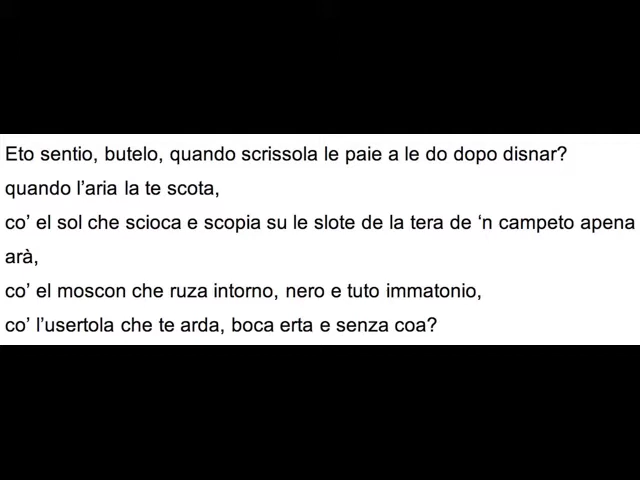 Eto sentio, butelo, quando scrissola le paie a le do dopo disnar?
quando l’aria la te scota,
co’ el sol che scioca e scopia su le slote de la tera de ‘n campeto apena
arà,
co’ el moscon che ruza intorno, nero e tuto immatonio,
co’ l’usertola che te arda, boca erta e senza coa?